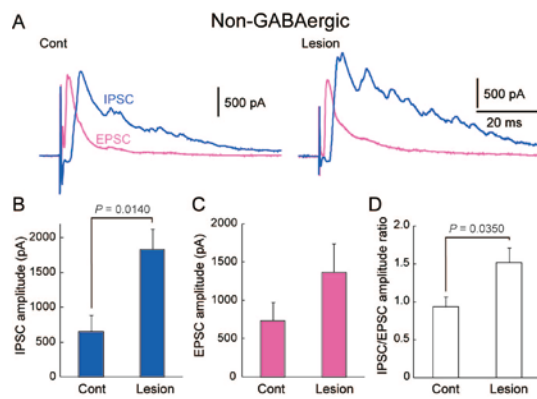 Non-GABAergic
A
Cont
Lesion
IPSC
EPSC
500 pA
500 pA
20 ms
B
P = 0.0140
IPSC amplitude (pA)
2000
1500
1000
500
0
Cont Lesion
C
EPSC amplitude (pA)
2000
1500
1000
500
0
Cont Lesion
D
P = 0.0350
IPSC/EPSC amplitude ratio
2.0
1.5
1.0
0.5
0
Cont Lesion